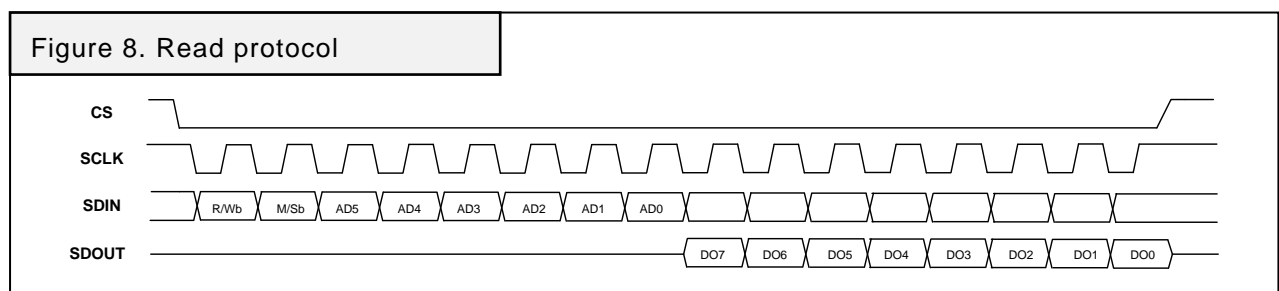 Figure 8. Read protocol
CS
SCLK
SDIN R/Wb M/Sb AD5 AD4 AD3 AD2 AD1 AD0
SDOUT DO7 DO6 DO5 DO4 DO3 DO2 DO1 DO0